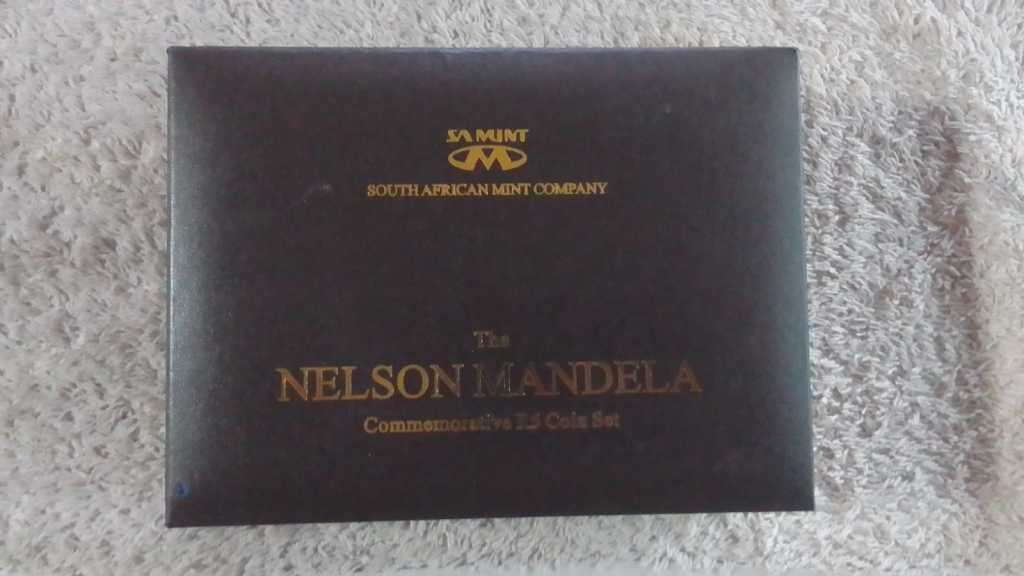 SA MINT
SOUTH AFRICAN MINT COMPANY
The
NELSON MANDELA
Commemorative R5 Coin Set